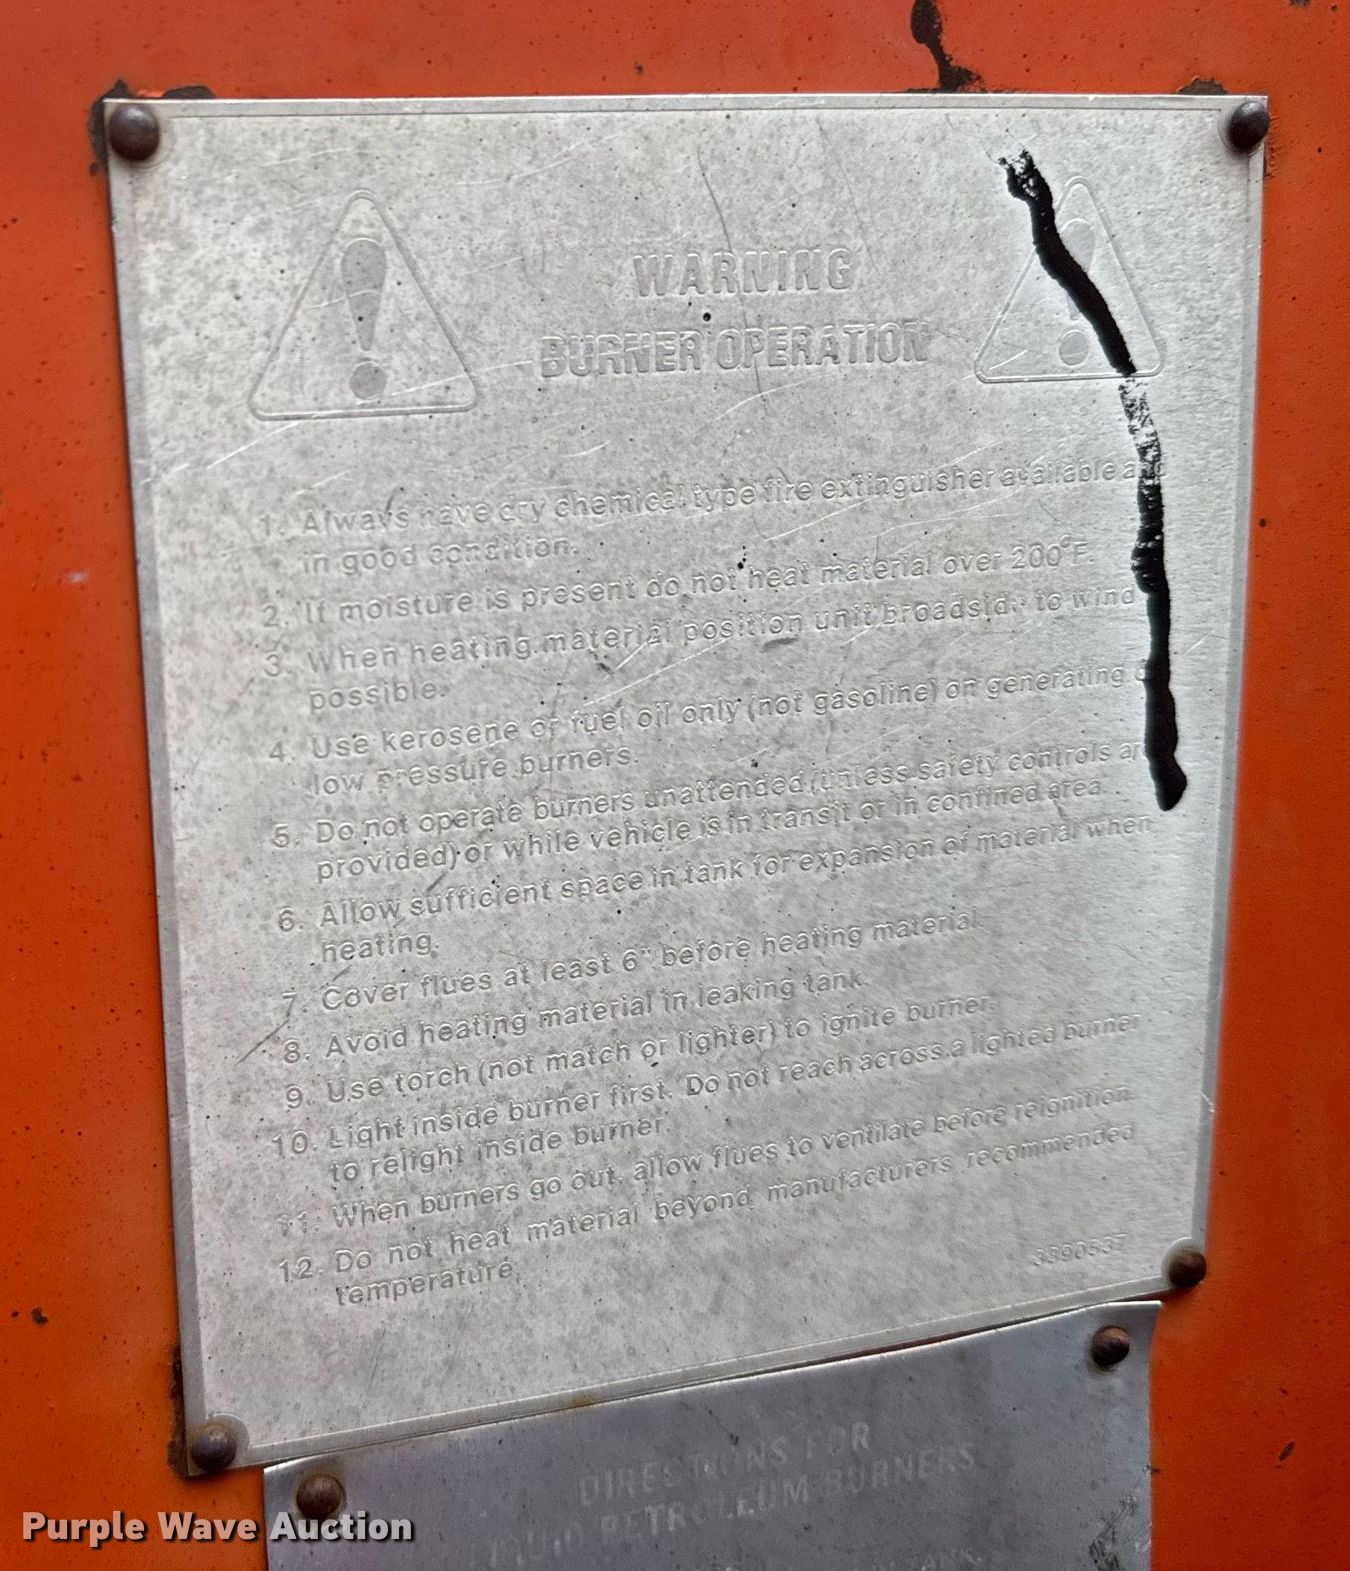 WARNING
BURNER OPERATION
1. Always have dry chemical type fire extinguisher available and
in good condition.
2. If moisture is present do not heat material over 200°F.
3. When heating material position unit broadside to wind
possible.
4. Use kerosene or fuel oil only (not gasoline) on generating
low pressure burners.
5. Do not operate burners unattended (unless safety controls are
provided) or while vehicle is in transit or in confined area.
6. Allow sufficient space in tank for expansion of material when
heating.
7. Cover flues at least 6" before heating material.
8. Avoid heating material in leaking tank.
9. Use torch (not match or lighter) to ignite burner.
10. Light inside burner first. Do not reach across a lighted burner
to relight inside burner.
11. When burners go out, allow flues to ventilate before reignition.
12. Do not heat material beyond manufacturers recommended
temperature.
3890537
DIRECTIONS FOR
LIQUID PETROLEUM BURNERS
TANK.
Purple Wave Auction